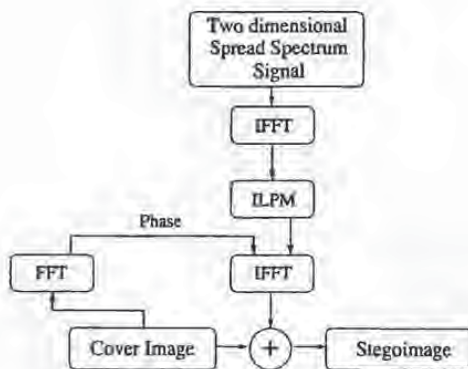 Two dimensional
Spread Spectrum
Signal
IFFT
ILPM
Phase
FFT
IFFT
Cover Image
+
Stegoimage